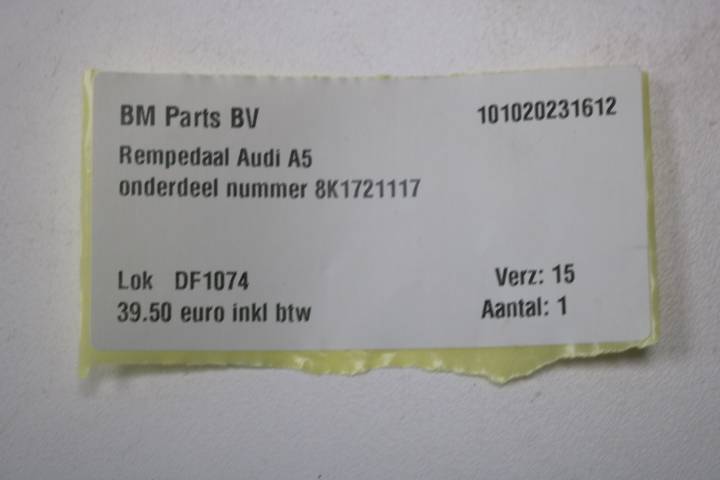 BM Parts BV 101020231612
Rempedaal Audi A5
onderdeel nummer 8K1721117
Lok DF1074 Verz: 15
39.50 euro inkl btw Aantal: 1